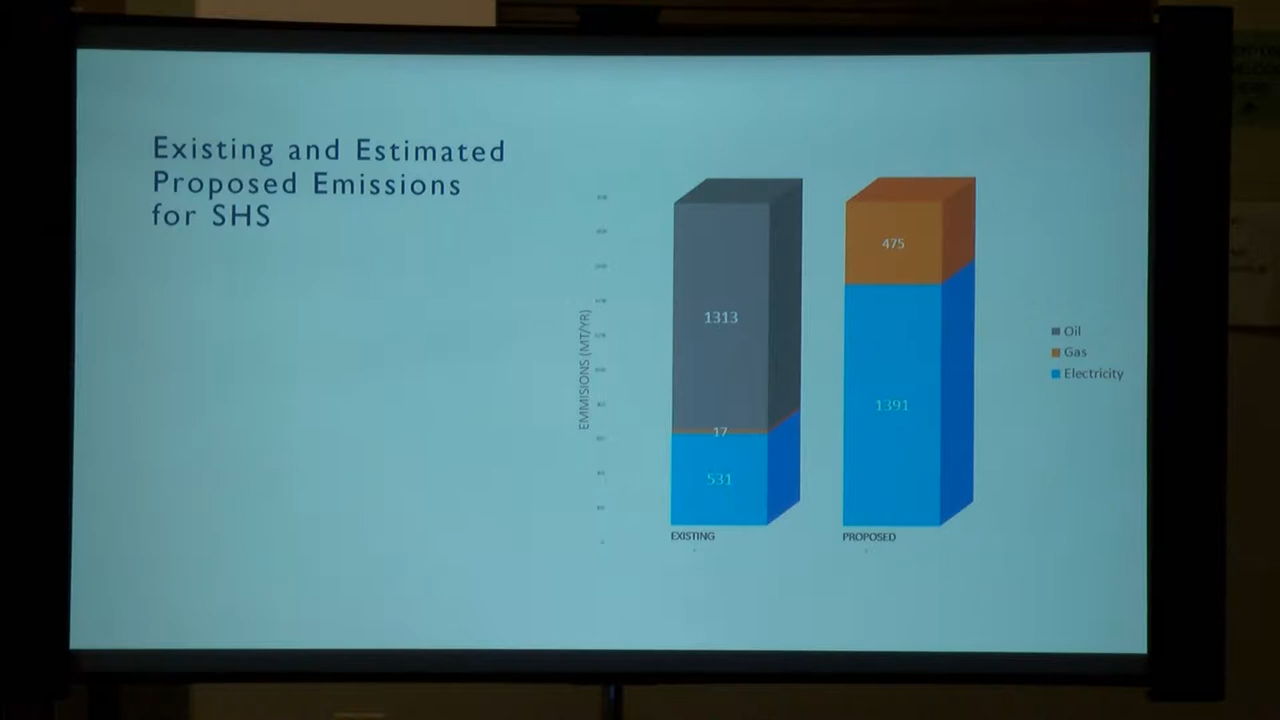 Existing and Estimated
Proposed Emissions
for SHS
EMMISIONS (MT/YR)
1313
17
531
EXISTING
475
1391
PROPOSED
Oil
Gas
Electricity